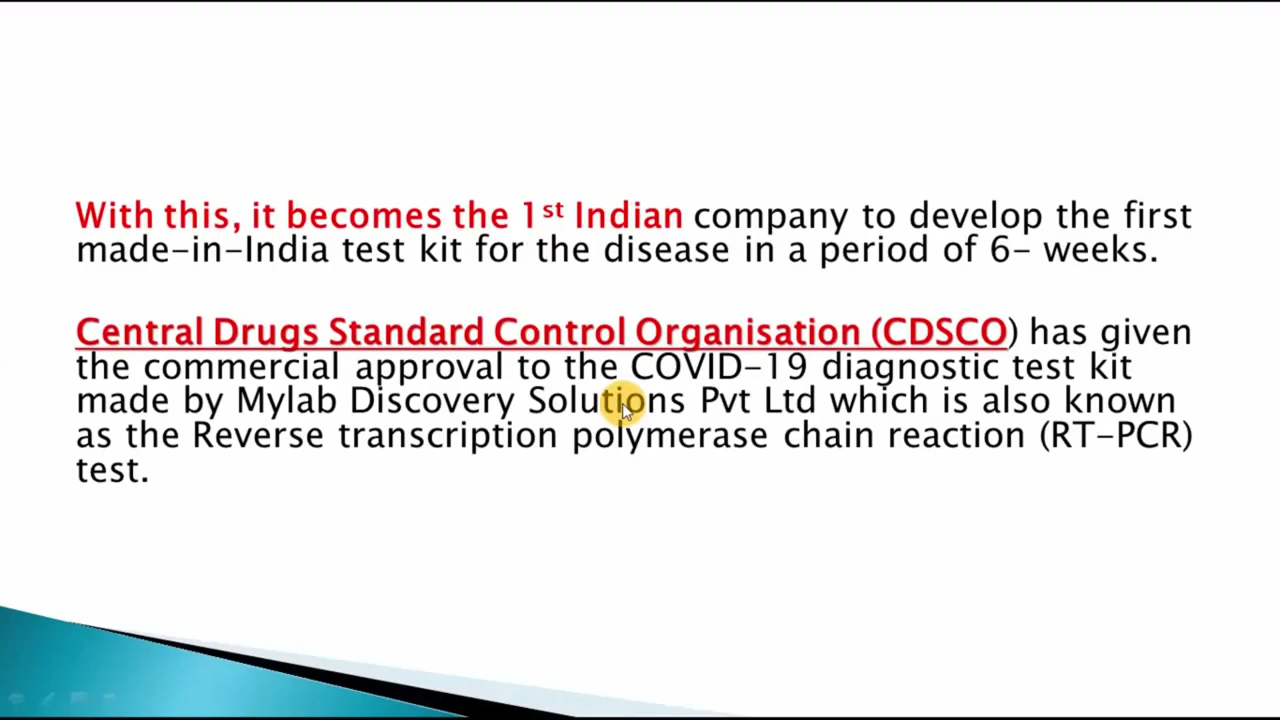 With this, it becomes the 1st Indian company to develop the first
made-in-India test kit for the disease in a period of 6- weeks.
Central Drugs Standard Control Organisation (CDSCO) has given
the commercial approval to the COVID-19 diagnostic test kit
made by Mylab Discovery Solutions Pvt Ltd which is also known
as the Reverse transcription polymerase chain reaction (RT-PCR)
test.